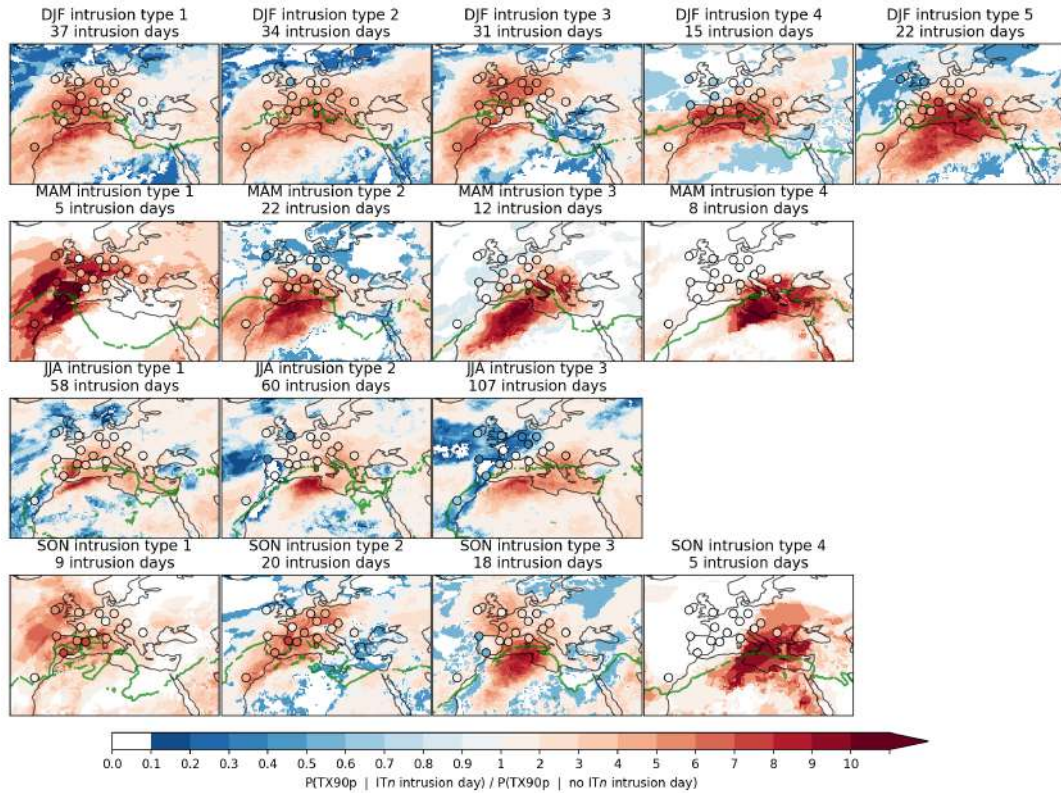 DJF intrusion type 1
37 intrusion days
DJF intrusion type 2
34 intrusion days
DJF intrusion type 3
31 intrusion days
DJF intrusion type 4
15 intrusion days
DJF intrusion type 5
22 intrusion days
MAM intrusion type 1
5 intrusion days
MAM intrusion type 2
22 intrusion days
MAM intrusion type 3
12 intrusion days
MAM intrusion type 4
8 intrusion days
JJA intrusion type 1
58 intrusion days
JJA intrusion type 2
60 intrusion days
JJA intrusion type 3
107 intrusion days
SON intrusion type 1
9 intrusion days
SON intrusion type 2
20 intrusion days
SON intrusion type 3
18 intrusion days
SON intrusion type 4
5 intrusion days
0.0 0.1 0.2 0.3 0.4 0.5 0.6 0.7 0.8 0.9 1 2 3 4 5 6 7 8 9 10
P(TX90p | ITn intrusion day) / P(TX90p | no ITn intrusion day)